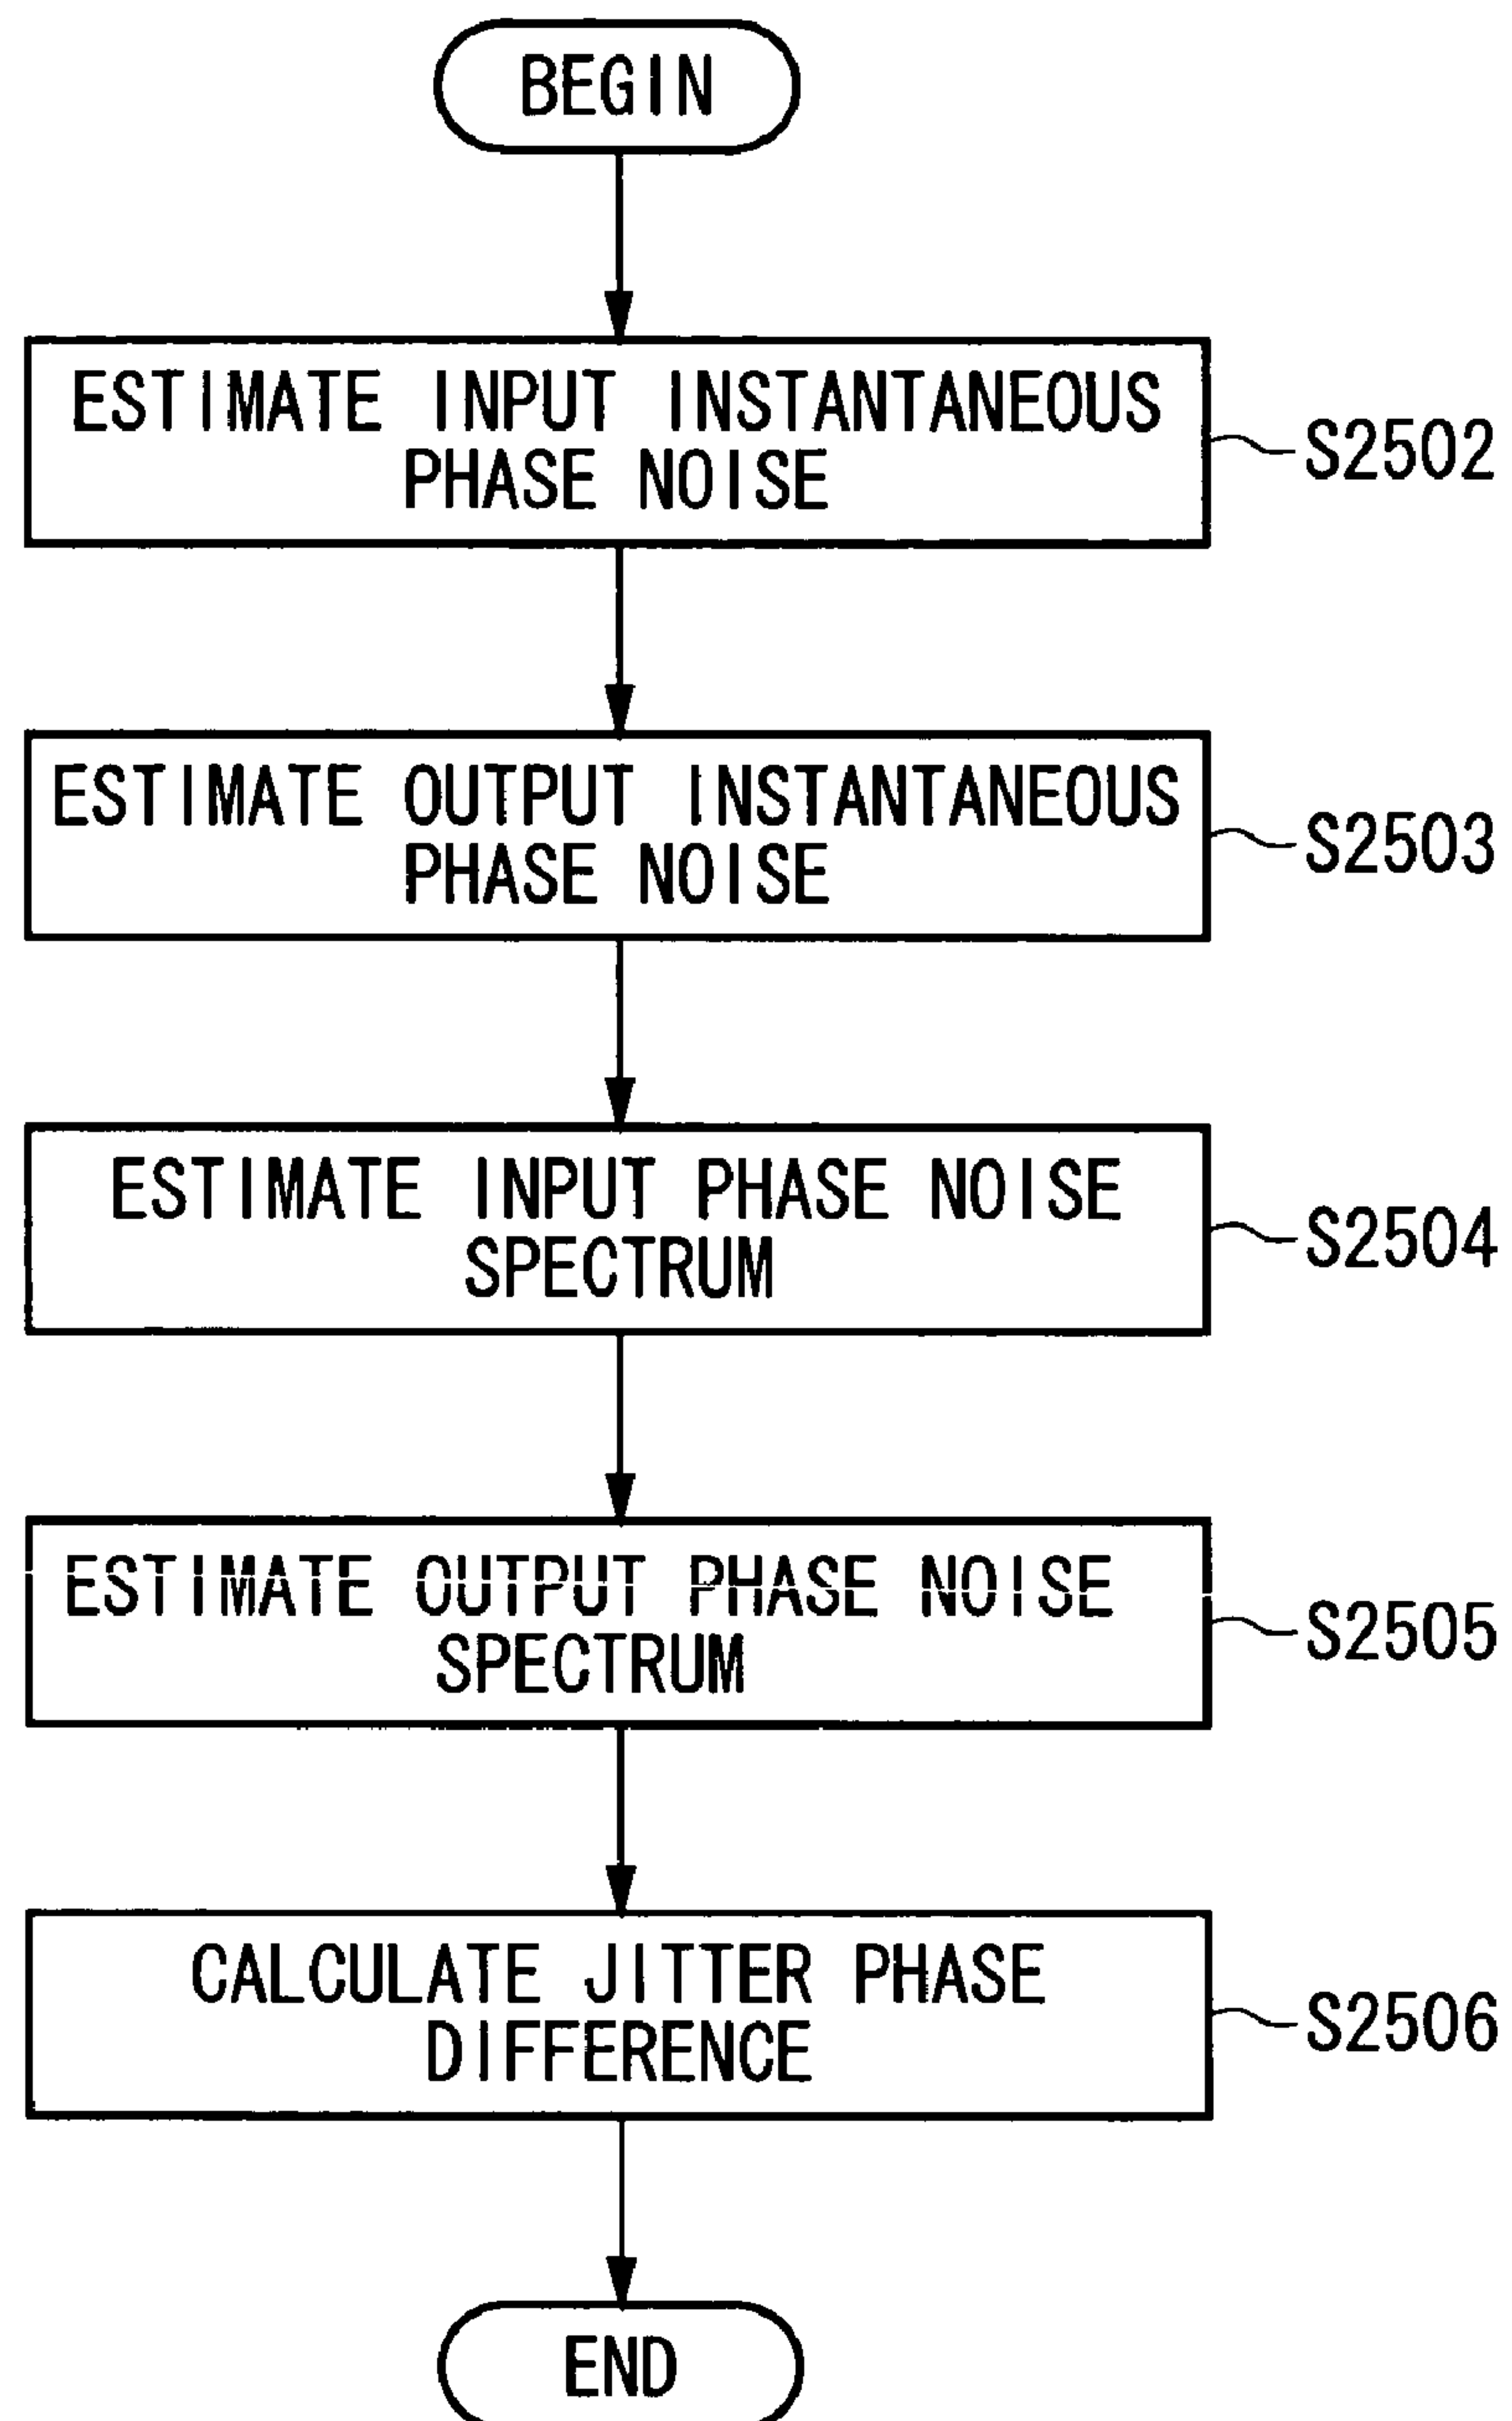 BEGIN
ESTIMATE INPUT INSTANTANEOUS
PHASE NOISE
S2502
ESTIMATE OUTPUT INSTANTANEOUS
PHASE NOISE
S2503
ESTIMATE INPUT PHASE NOISE
SPECTRUM
S2504
ESTIMATE OUTPUT PHASE NOISE
SPECTRUM
S2505
CALCULATE JITTER PHASE
DIFFERENCE
S2506
END